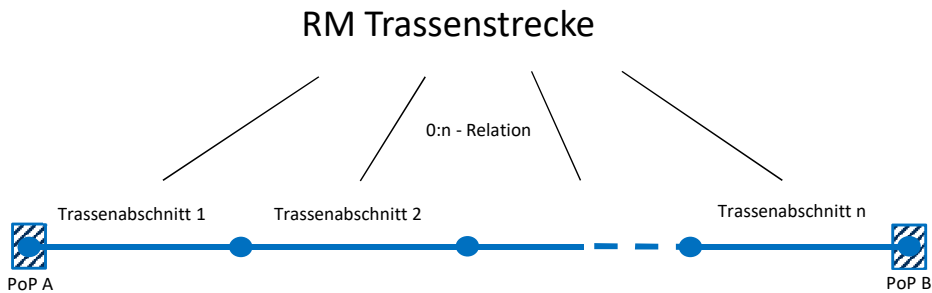 RM Trassenstrecke
0:n - Relation
Trassenabschnitt 1
Trassenabschnitt 2
Trassenabschnitt n
PoP A
PoP B